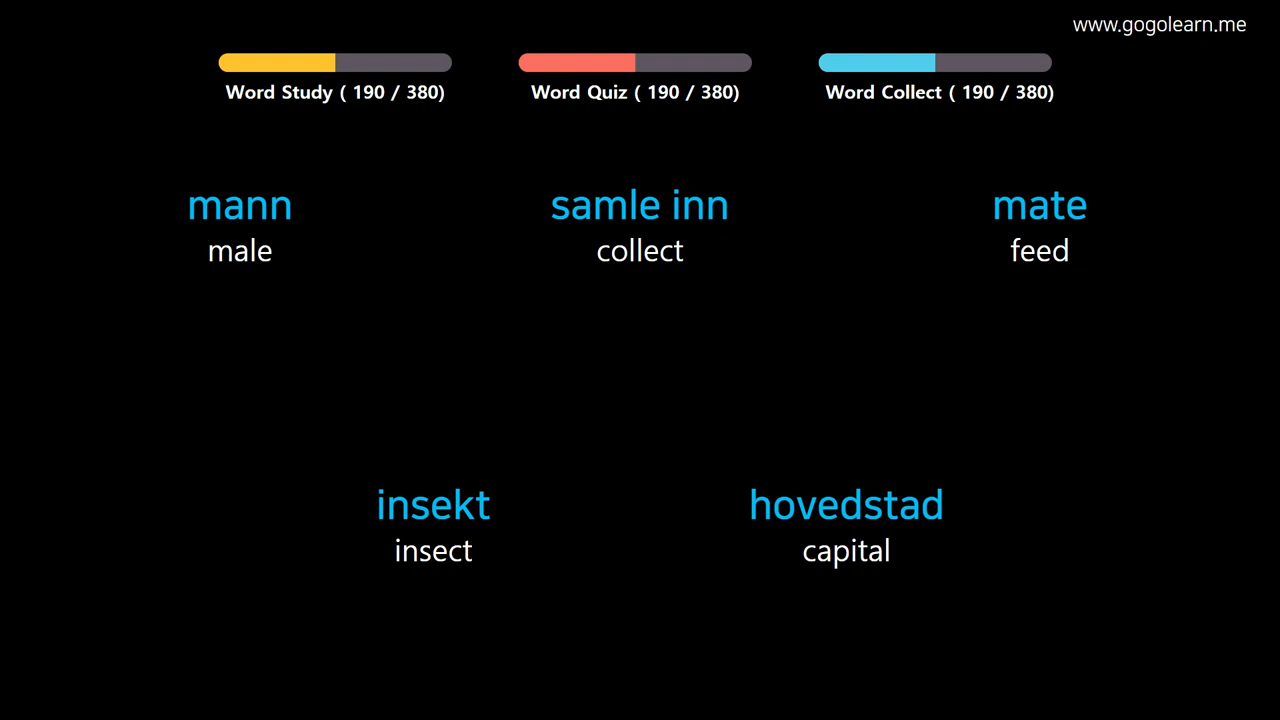 www.gogolearn.me
Word Study ( 190 / 380)
Word Quiz ( 190 / 380)
Word Collect ( 190 / 380)
mann
male
samle inn
collect
mate
feed
insekt
insect
hovedstad
capital